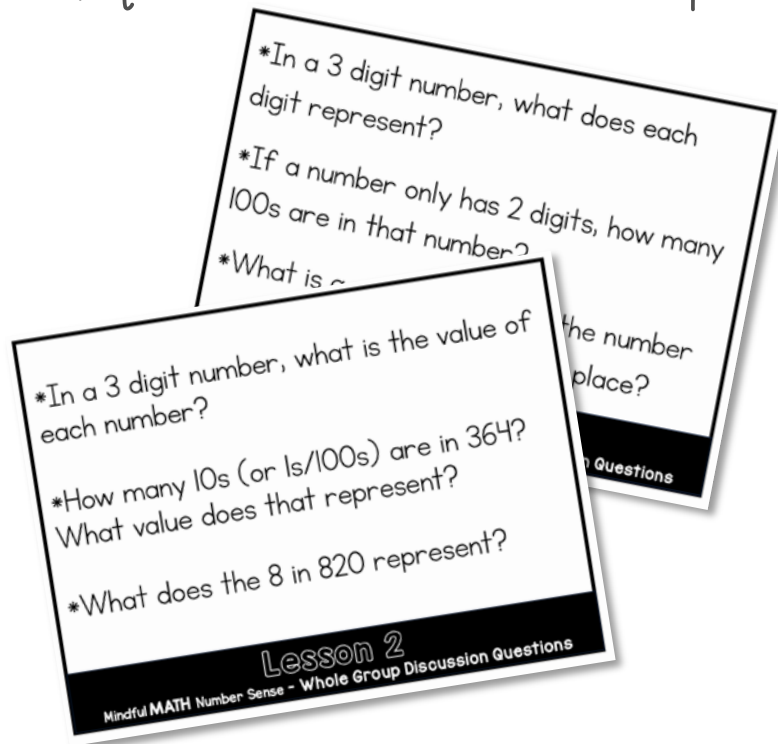 *In a 3 digit number, what does each
digit represent?
*If a number only has 2 digits, how many
100s are in that number?
*What is
the number
place?
Questions
*In a 3 digit number, what is the value of
each number?
*How many 10s (or 1s/100s) are in 364?
What value does that represent?
*What does the 8 in 820 represent?
Lesson 2
Mindful MATH Number Sense - Whole Group Discussion Questions